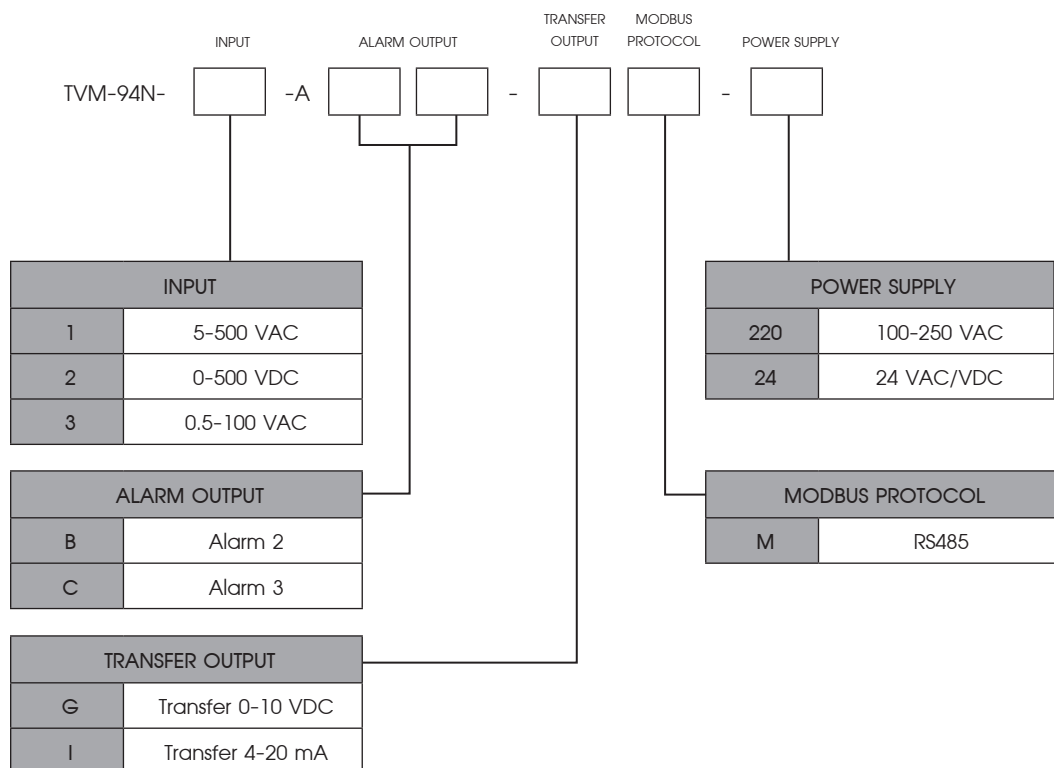 TRANSFER OUTPUT
MODBUS PROTOCOL
INPUT
ALARM OUTPUT
POWER SUPPLY
TVM-94N- -A - -
INPUT
1 5-500 VAC
2 0-500 VDC
3 0.5-100 VAC
POWER SUPPLY
220 100-250 VAC
24 24 VAC/VDC
ALARM OUTPUT
B Alarm 2
C Alarm 3
MODBUS PROTOCOL
M RS485
TRANSFER OUTPUT
G Transfer 0-10 VDC
I Transfer 4-20 mA